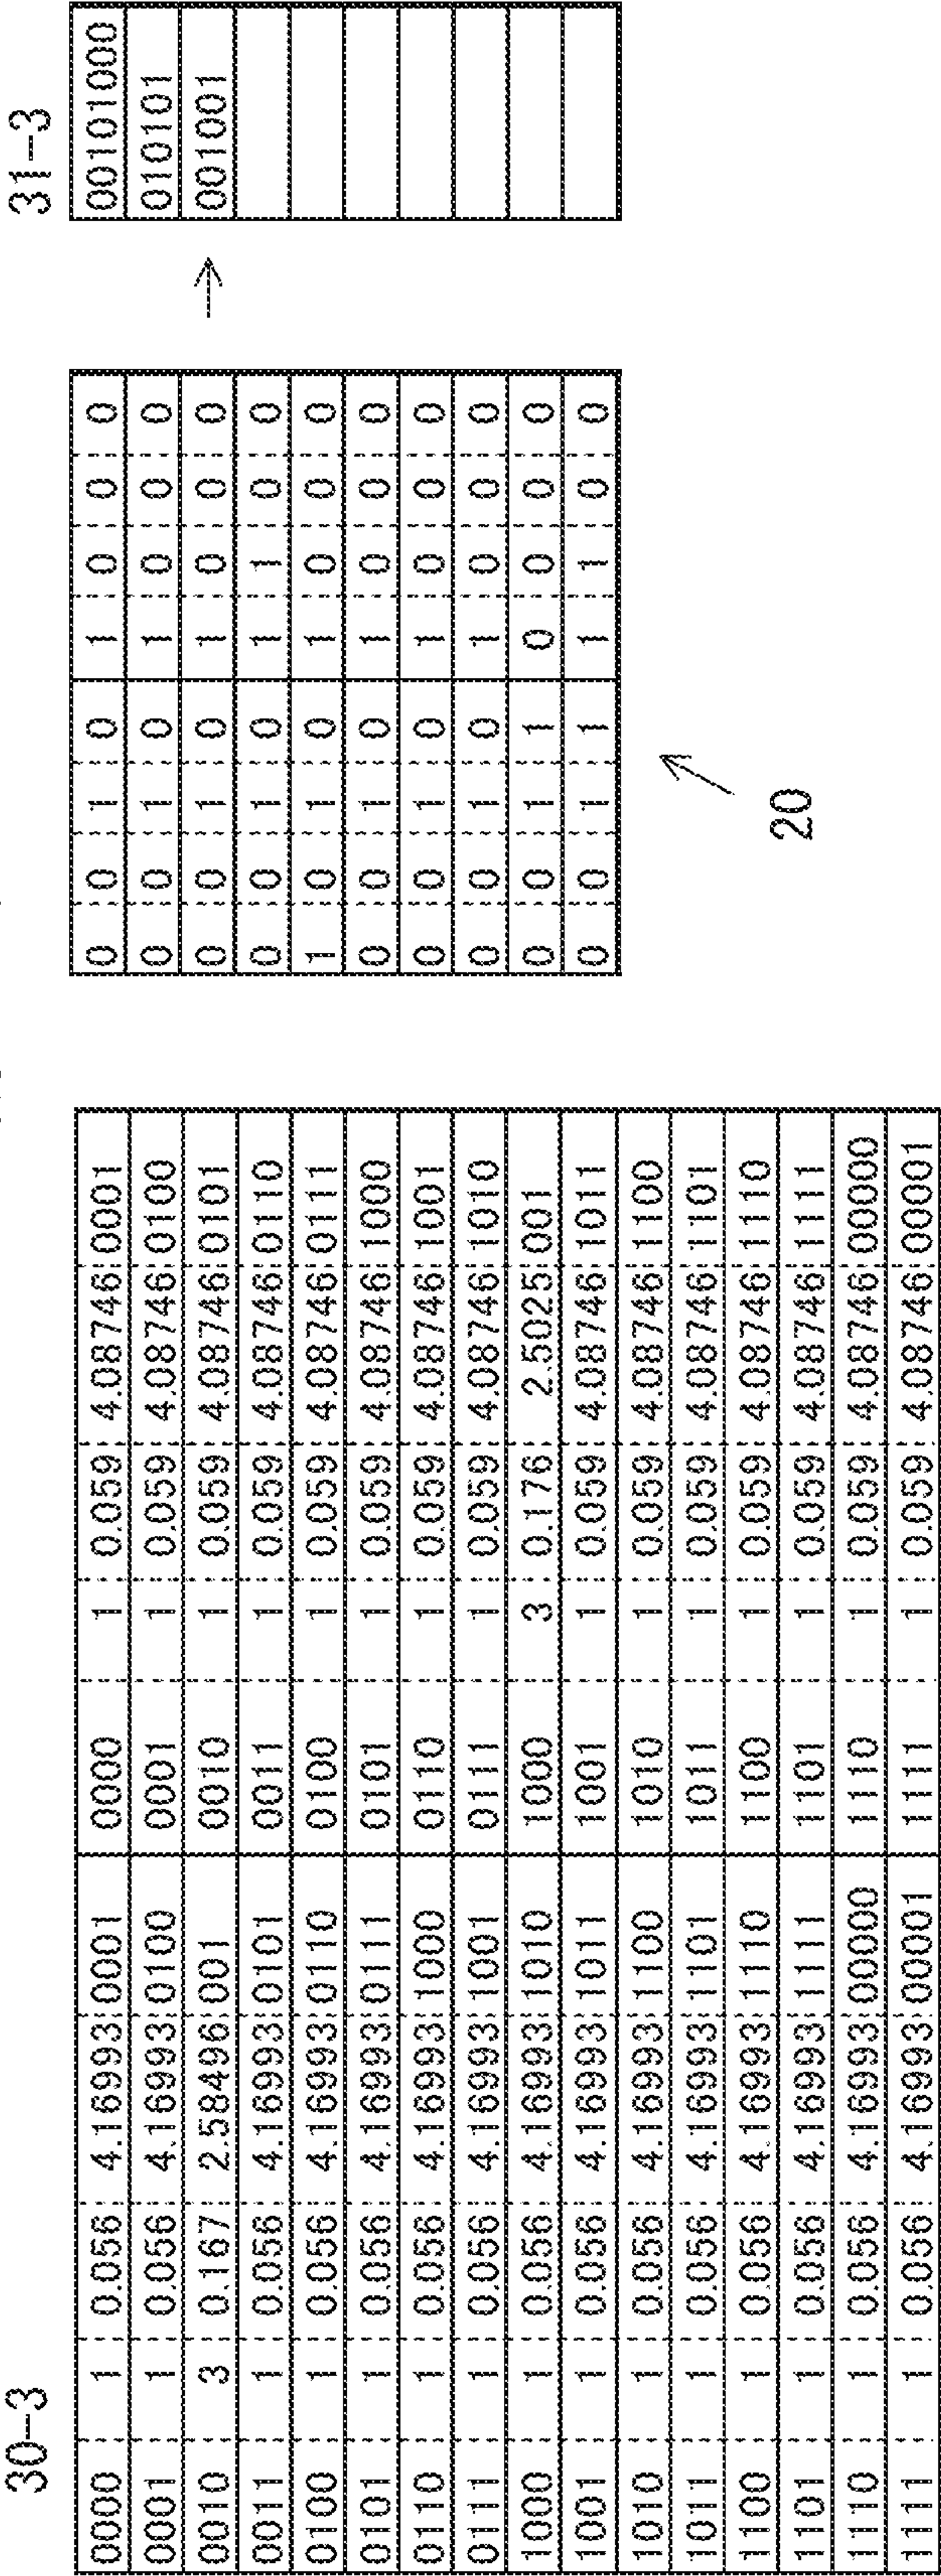 30-3
0000 1 0.056 4.16993 0001 0000 1 0.059 4.08746 0001
0001 1 0.056 4.16993 0100 0001 1 0.059 4.08746 0100
0010 3 0.167 2.58496 001 0010 1 0.059 4.08746 0101
0011 1 0.056 4.16993 0101 0011 1 0.059 4.08746 0110
0100 1 0.056 4.16993 0110 0100 1 0.059 4.08746 0111
0101 1 0.056 4.16993 0111 0101 1 0.059 4.08746 1000
0110 1 0.056 4.16993 1000 0110 1 0.059 4.08746 1001
0111 1 0.056 4.16993 1001 0111 1 0.059 4.08746 1010
1000 1 0.056 4.16993 1010 1000 3 0.176 2.5025 001
1001 1 0.056 4.16993 1011 1001 1 0.059 4.08746 1011
1010 1 0.056 4.16993 1100 1010 1 0.059 4.08746 1100
1011 1 0.056 4.16993 1101 1011 1 0.059 4.08746 1101
1100 1 0.056 4.16993 1110 1100 1 0.059 4.08746 1110
1101 1 0.056 4.16993 1111 1101 1 0.059 4.08746 1111
1110 1 0.056 4.16993 00000 1110 1 0.059 4.08746 00000
1111 1 0.056 4.16993 00001 1111 1 0.059 4.08746 00001
0 0 1 0 1 0 0 0
0 0 1 0 1 0 0 0
0 0 1 0 1 0 0 0
0 0 1 0 1 1 0 0
1 0 1 0 1 0 0 0
0 0 1 0 1 0 0 0
0 0 1 0 1 0 0 0
0 0 1 0 1 0 0 0
0 0 1 1 0 0 0 0
0 0 1 1 1 1 0 0
20
→
31-3
00101000
010101
001001